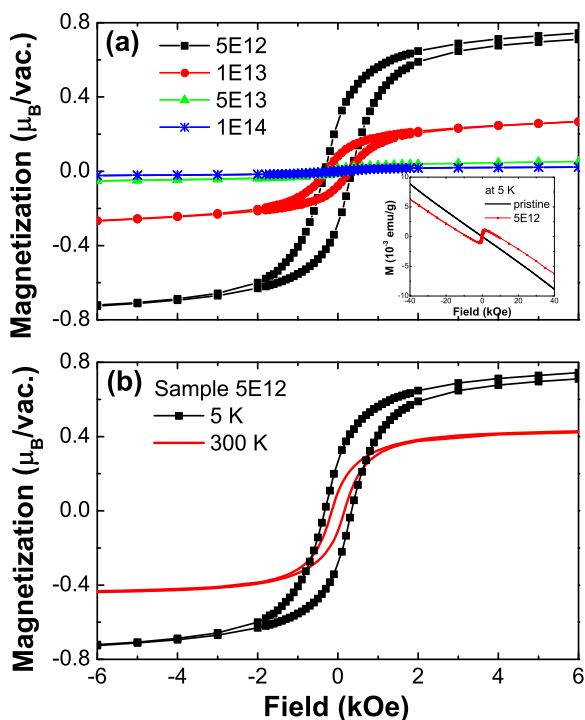 (a)
5E12
1E13
5E13
1E14
Magnetization (μB/vac.)
0.8
0.4
0.0
-0.4
-0.8
at 5 K
pristine
5E12
M (10-3 emu/g)
10
5
0
-5
-10
-40 -20 0 20 40
Field (kOe)
(b)
Sample 5E12
5 K
300 K
Magnetization (μB/vac.)
0.8
0.4
0.0
-0.4
-0.8
-6 -4 -2 0 2 4 6
Field (kOe)